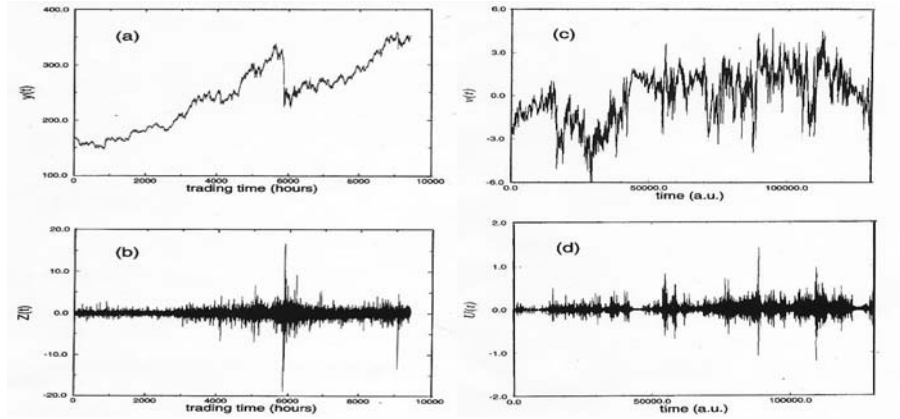 (a)
y(t)
400.0
300.0
200.0
100.0
0 2000 4000 6000 8000 10000
trading time (hours)
(c)
v(t)
6.0
3.0
0.0
-3.0
-6.0
0.0 50000.0 100000.0
time (a.u.)
(b)
Z(t)
20.0
10.0
0.0
-10.0
-20.0
0 2000 4000 6000 8000 10000
trading time (hours)
(d)
U(t)
2.0
1.0
0.0
-1.0
-2.0
0.0 50000.0 100000.0
time (a.u.)